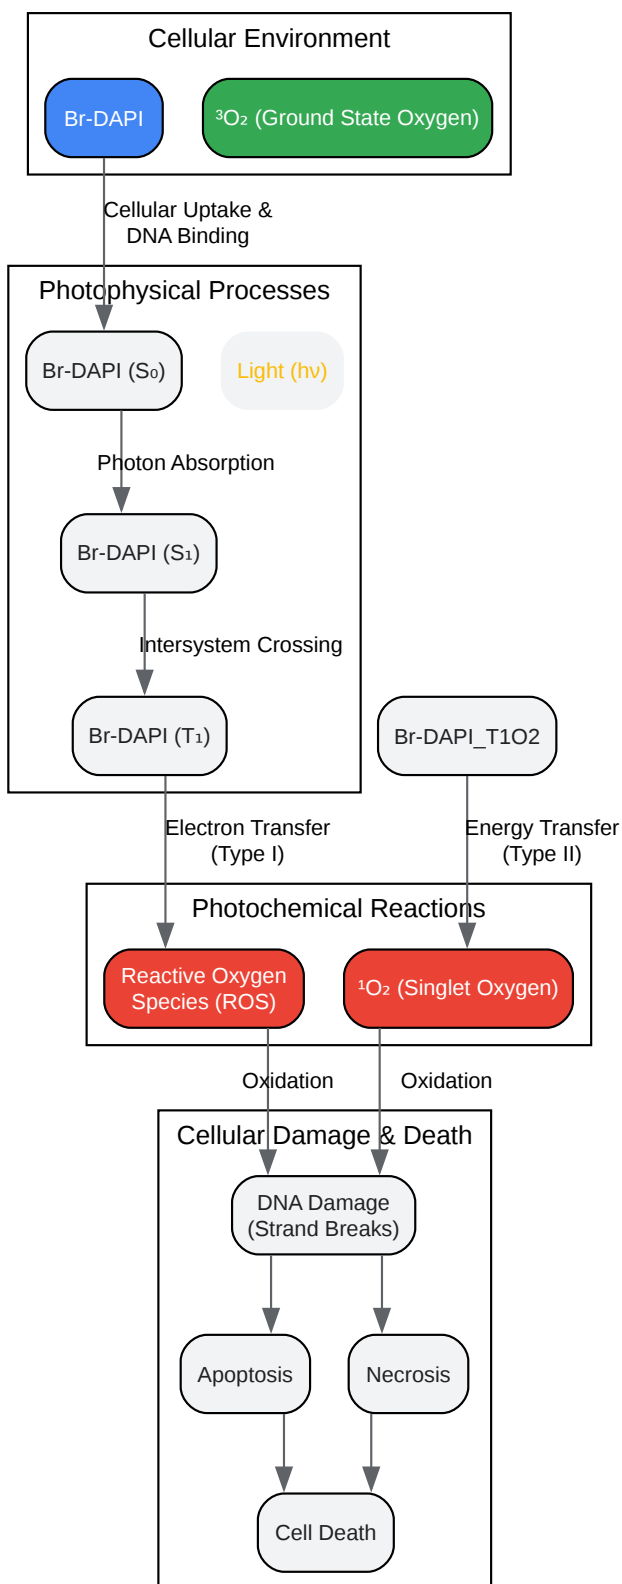 Cellular Environment
Br-DAPI
³O₂ (Ground State Oxygen)
Cellular Uptake &
DNA Binding
Photophysical Processes
Br-DAPI (S₀)
Light (hν)
Photon Absorption
Br-DAPI (S₁)
Intersystem Crossing
Br-DAPI (T₁)
Br-DAPI_T1O2
Electron Transfer
(Type I)
Energy Transfer
(Type II)
Photochemical Reactions
Reactive Oxygen
Species (ROS)
¹O₂ (Singlet Oxygen)
Oxidation
Oxidation
Cellular Damage & Death
DNA Damage
(Strand Breaks)
Apoptosis
Necrosis
Cell Death